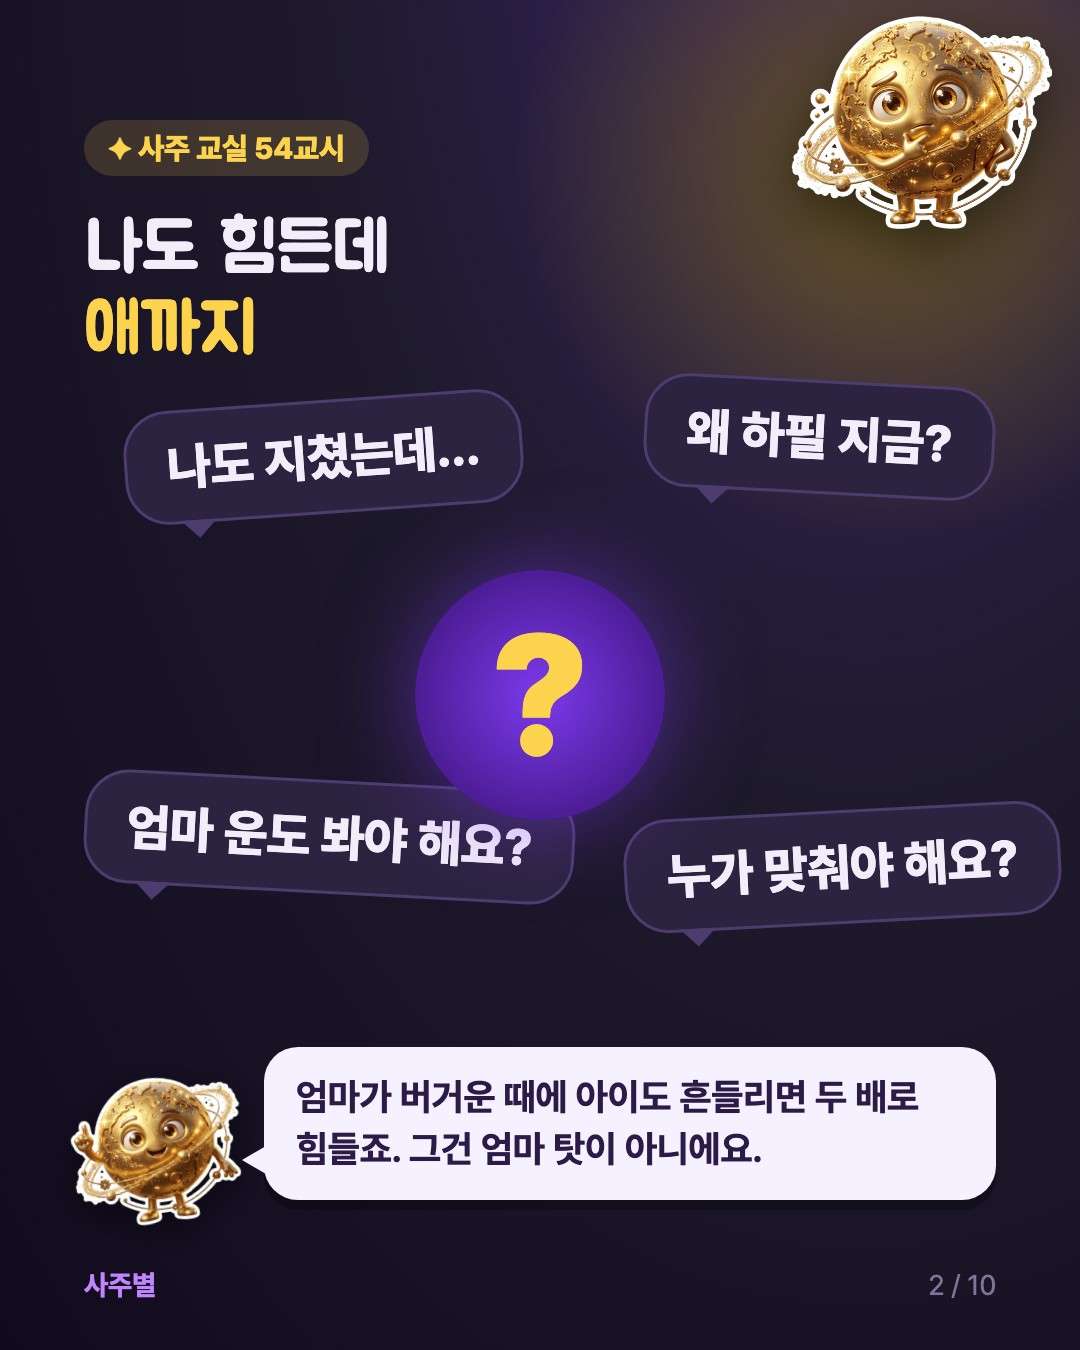 ✦ 사주 교실 54교시
나도 힘든데
애까지
나도 지쳤는데...
왜 하필 지금?
?
엄마 운도 봐야 해요?
누가 맞춰야 해요?
엄마가 버거운 때에 아이도 흔들리면 두 배로
힘들죠. 그건 엄마 탓이 아니에요.
사주별
2 / 10